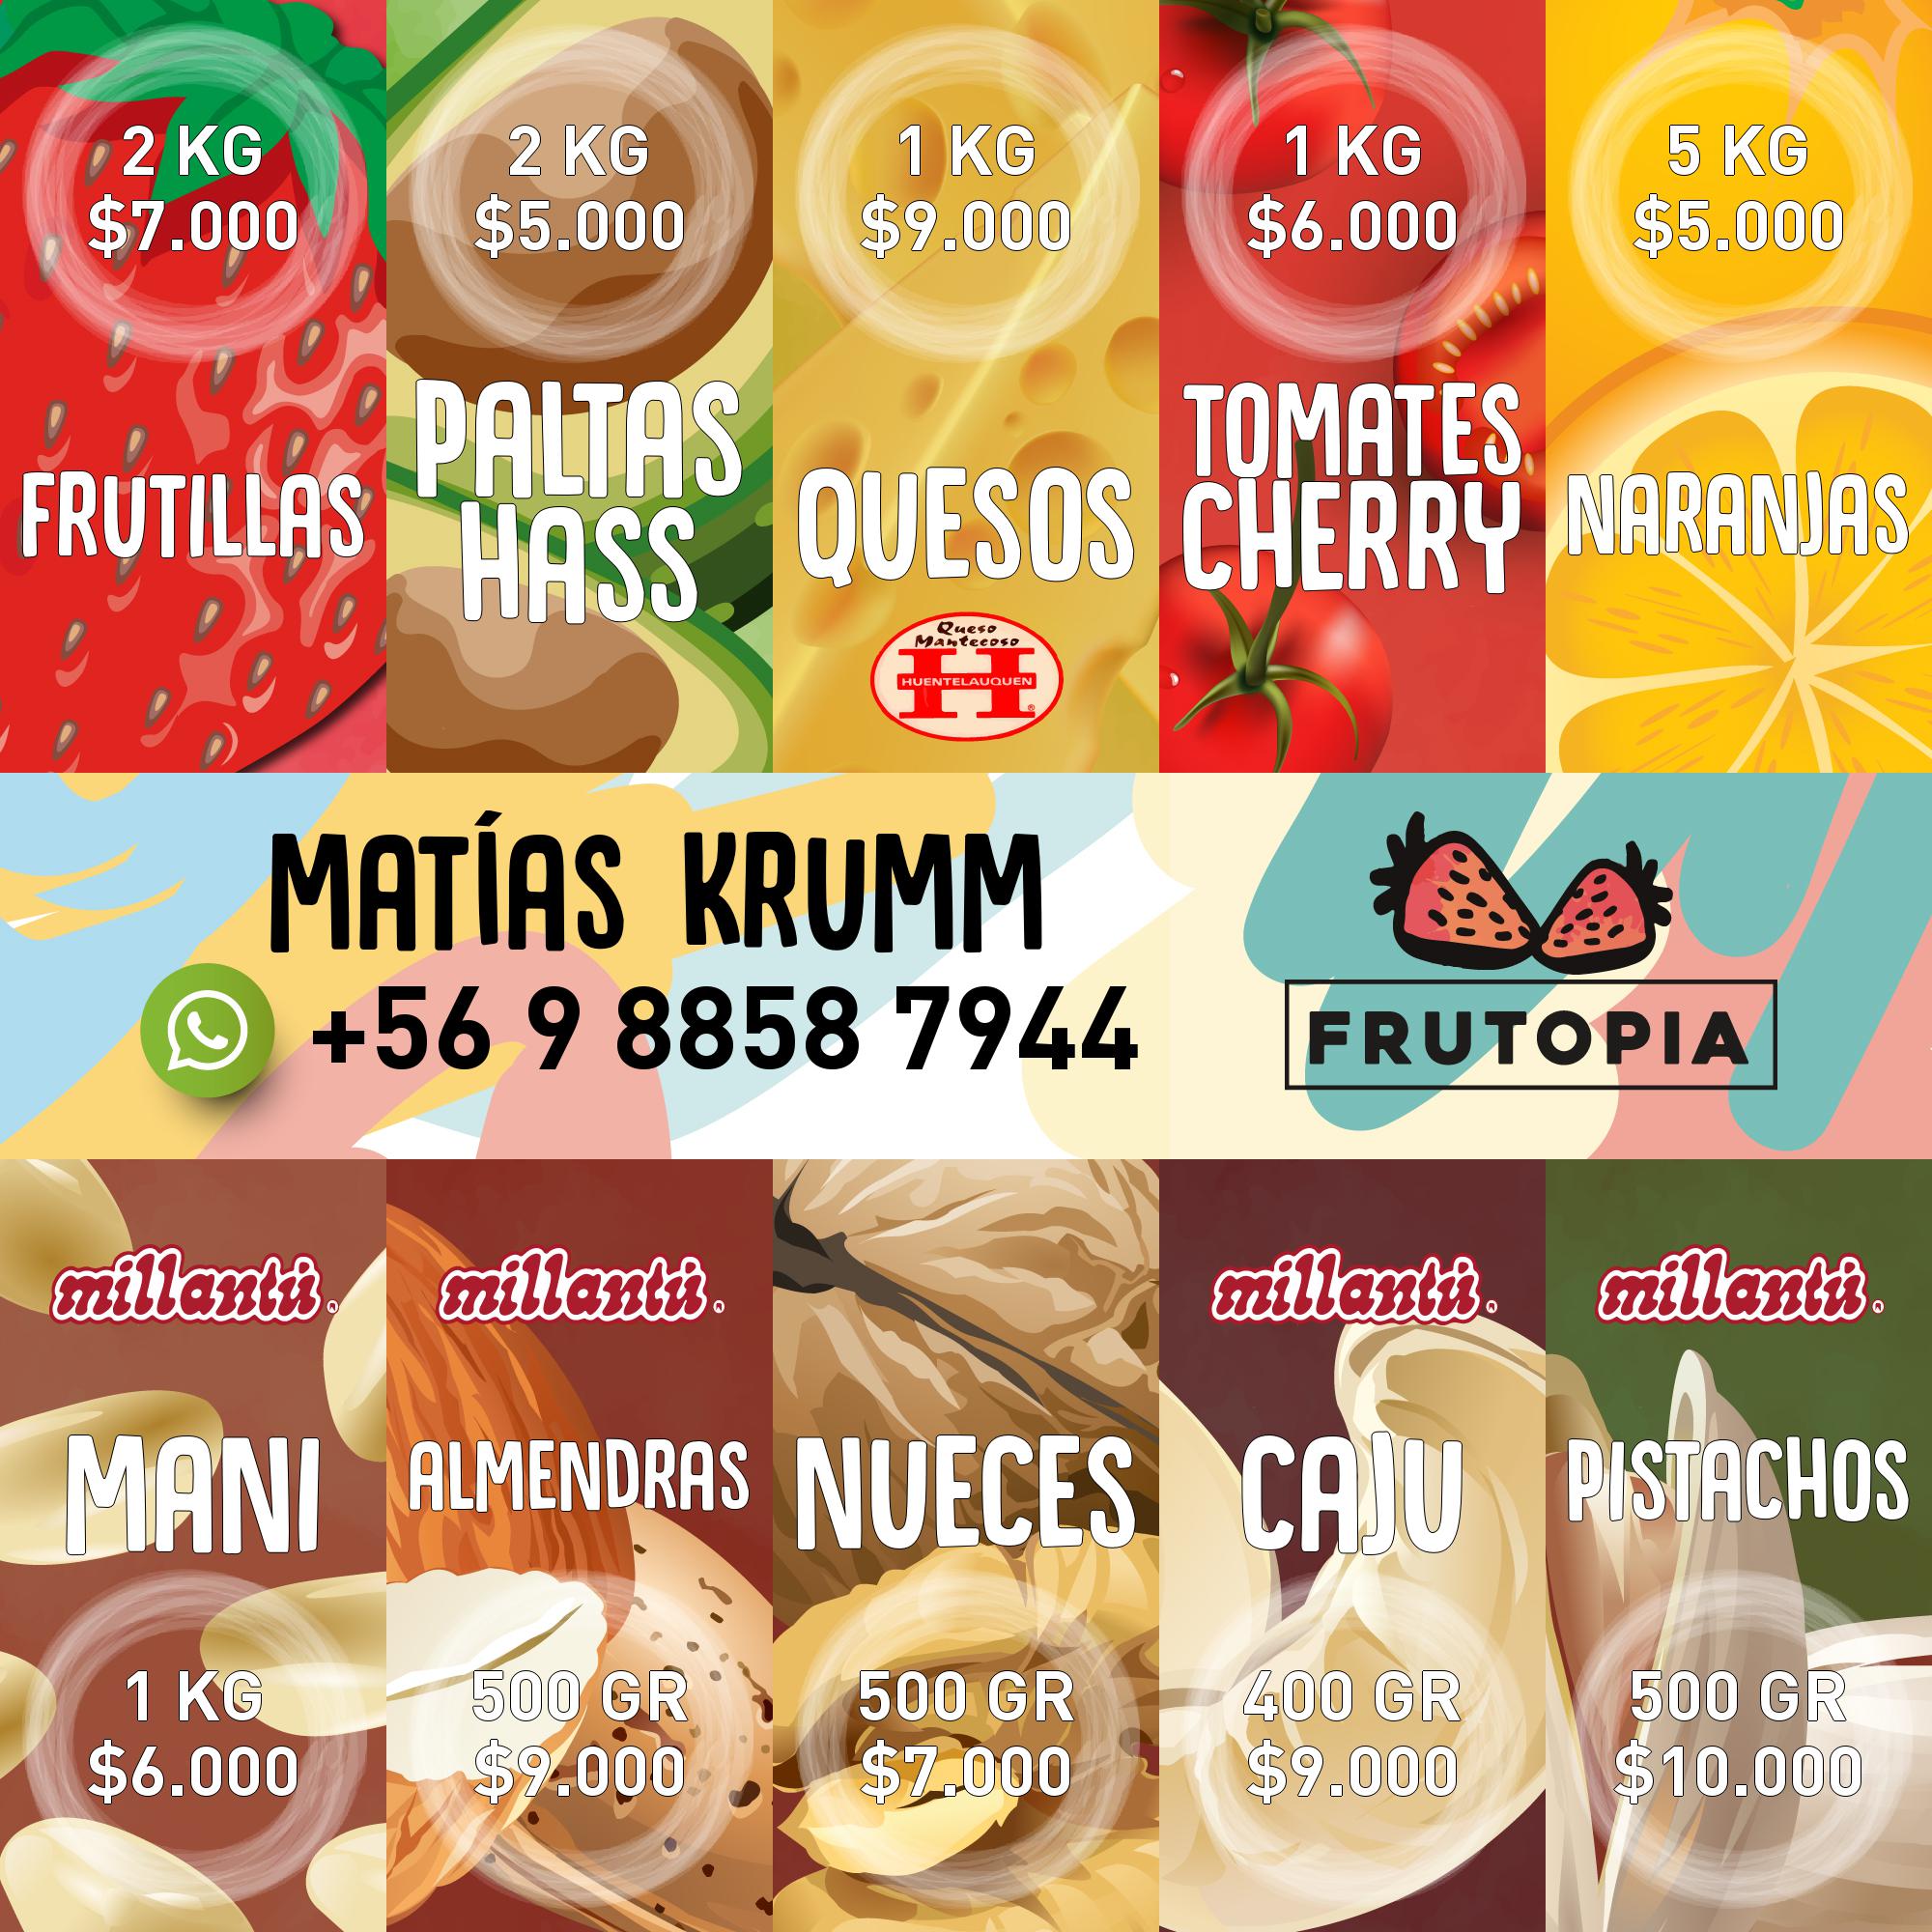 2 KG
$7.000
FRUTILLAS
2 KG
$5.000
PALTAS
HASS
1 KG
$9.000
QUESOS
Queso
Mantecoso
H
HUENTELAUQUEN
®
1 KG
$6.000
TOMATES
CHERRY
5 KG
$5.000
NARANJAS
MATÍAS KRUMM
+56 9 8858 7944
FRUTOPIA
millantú ®
MANI
1 KG
$6.000
millantú ®
ALMENDRAS
500 GR
$9.000
NUECES
500 GR
$7.000
millantú ®
CAJU
400 GR
$9.000
millantú ®
PISTACHOS
500 GR
$10.000